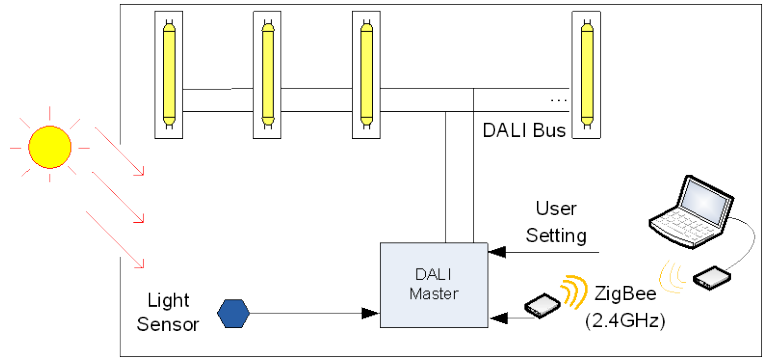 ...
DALI Bus
User
Setting
DALI
Master
Light
Sensor
ZigBee
(2.4GHz)